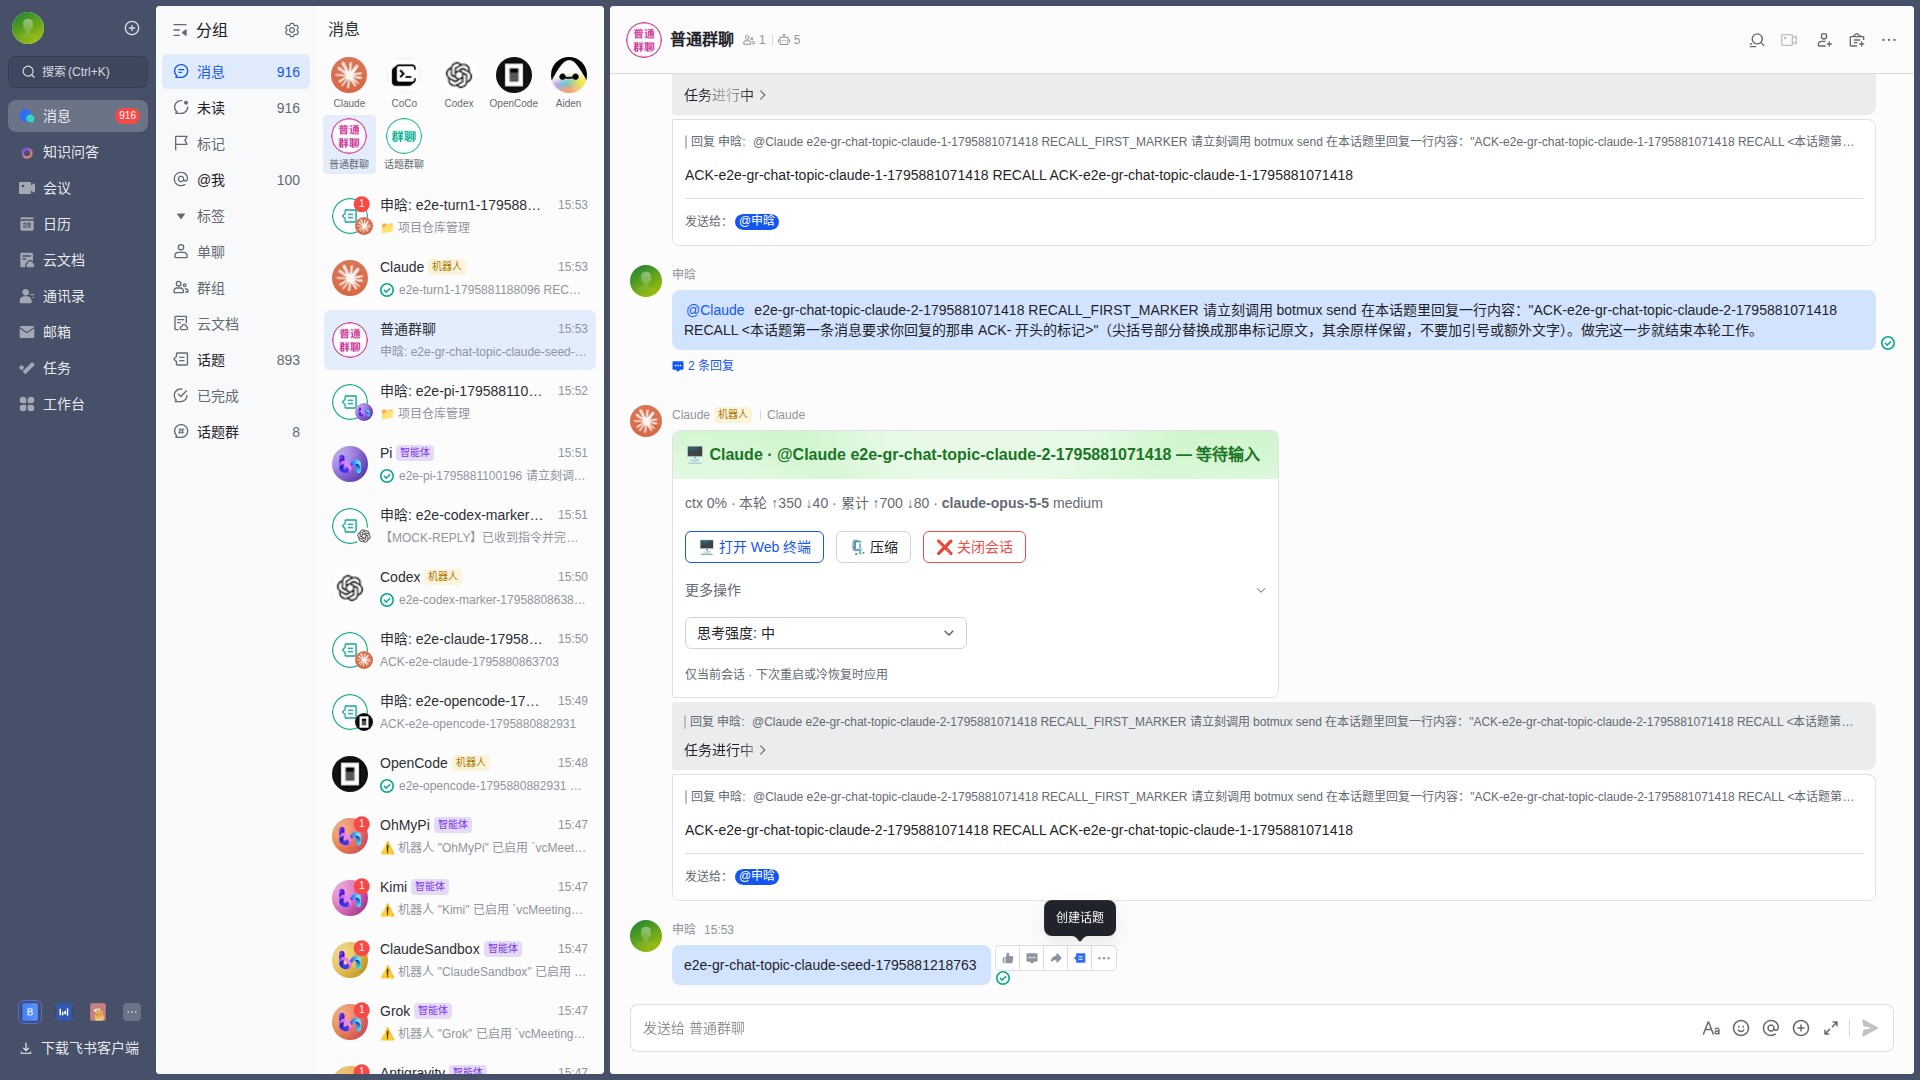 搜索 (Ctrl+K)
消息 916
知识问答
会议
日历
云文档
通讯录
邮箱
任务
工作台
下载飞书客户端
分组
消息 916
未读 916
标记
@我 100
标签
单聊
群组
云文档
话题 893
已完成
话题群 8
消息
Claude CoCo Codex OpenCode Aiden
普通群聊
普通群聊
群聊
话题群聊
申晗: e2e-turn1-179588… 15:53
1
📁 项目仓库管理
Claude 机器人 15:53
e2e-turn1-1795881188096 REC…
普通群聊 15:53
普通群聊
申晗: e2e-gr-chat-topic-claude-seed-…
申晗: e2e-pi-179588110… 15:52
📁 项目仓库管理
Pi 智能体 15:51
e2e-pi-1795881100196 请立刻调…
申晗: e2e-codex-marker… 15:51
【MOCK-REPLY】已收到指令并完…
Codex 机器人 15:50
e2e-codex-marker-17958808638…
申晗: e2e-claude-17958… 15:50
ACK-e2e-claude-1795880863703
申晗: e2e-opencode-17… 15:49
ACK-e2e-opencode-1795880882931
OpenCode 机器人 15:48
e2e-opencode-1795880882931 …
OhMyPi 智能体 15:47
1
⚠️ 机器人 "OhMyPi" 已启用 `vcMeet…
Kimi 智能体 15:47
1
⚠️ 机器人 "Kimi" 已启用 `vcMeeting…
ClaudeSandbox 智能体 15:47
1
⚠️ 机器人 "ClaudeSandbox" 已启用 …
Grok 智能体 15:47
1
⚠️ 机器人 "Grok" 已启用 `vcMeeting…
1
Antigravity 智能体 15:47
普通群聊
普通群聊 1 5
任务进行中
回复 申晗: @Claude e2e-gr-chat-topic-claude-1-1795881071418 RECALL_FIRST_MARKER 请立刻调用 botmux send 在本话题里回复一行内容："ACK-e2e-gr-chat-topic-claude-1-1795881071418 RECALL <本话题第…
ACK-e2e-gr-chat-topic-claude-1-1795881071418 RECALL ACK-e2e-gr-chat-topic-claude-1-1795881071418
发送给： @申晗
申晗
@Claude e2e-gr-chat-topic-claude-2-1795881071418 RECALL_FIRST_MARKER 请立刻调用 botmux send 在本话题里回复一行内容："ACK-e2e-gr-chat-topic-claude-2-1795881071418
RECALL <本话题第一条消息要求你回复的那串 ACK- 开头的标记>"（尖括号部分替换成那串标记原文，其余原样保留，不要加引号或额外文字）。做完这一步就结束本轮工作。
2 条回复
Claude 机器人 Claude
🖥️ Claude · @Claude e2e-gr-chat-topic-claude-2-1795881071418 — 等待输入
ctx 0% · 本轮 ↑350 ↓40 · 累计 ↑700 ↓80 · claude-opus-5-5 medium
🖥️ 打开 Web 终端 🗜️ 压缩 ❌ 关闭会话
更多操作
思考强度: 中
仅当前会话 · 下次重启或冷恢复时应用
回复 申晗: @Claude e2e-gr-chat-topic-claude-2-1795881071418 RECALL_FIRST_MARKER 请立刻调用 botmux send 在本话题里回复一行内容："ACK-e2e-gr-chat-topic-claude-2-1795881071418 RECALL <本话题第…
任务进行中
回复 申晗: @Claude e2e-gr-chat-topic-claude-2-1795881071418 RECALL_FIRST_MARKER 请立刻调用 botmux send 在本话题里回复一行内容："ACK-e2e-gr-chat-topic-claude-2-1795881071418 RECALL <本话题第…
ACK-e2e-gr-chat-topic-claude-2-1795881071418 RECALL ACK-e2e-gr-chat-topic-claude-1-1795881071418
发送给： @申晗
创建话题
申晗 15:53
e2e-gr-chat-topic-claude-seed-1795881218763
发送给 普通群聊